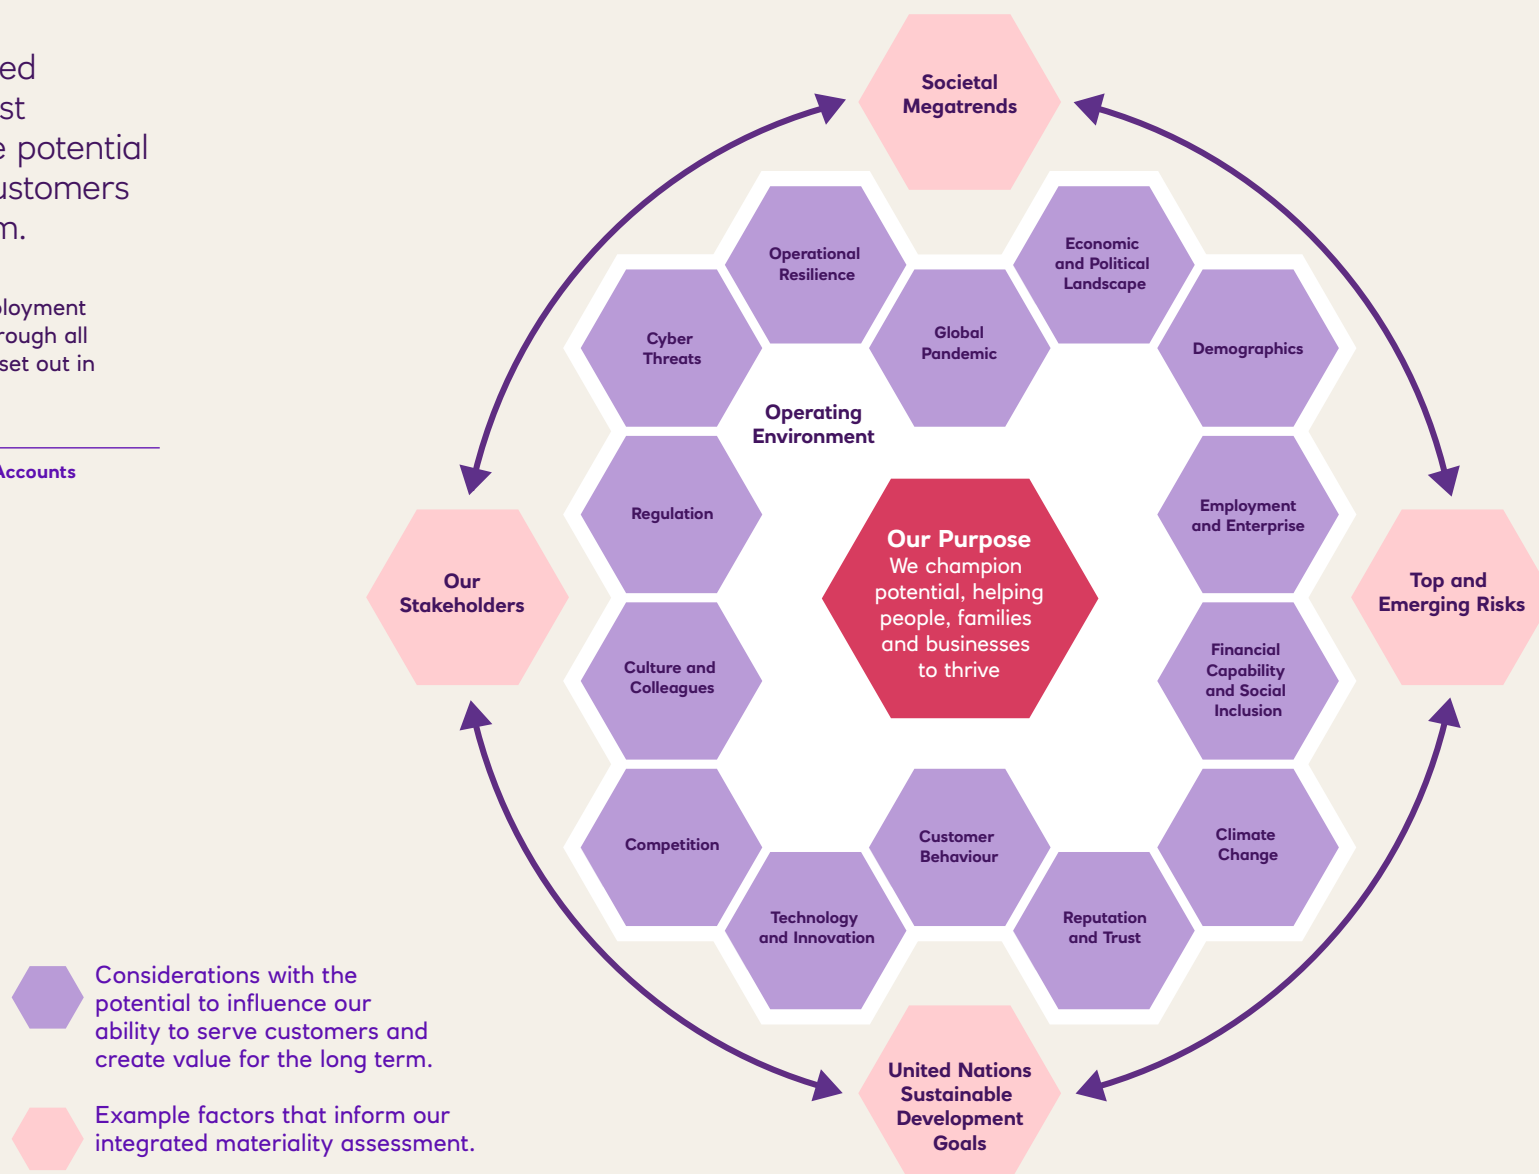 ed
st
e potential
ustomers
m.
ployment
rough all
set out in
Accounts
Societal
Megatrends
Operational
Resilience
Economic
and Political
Landscape
Cyber
Threats
Global
Pandemic
Demographics
Operating
Environment
Regulation
Employment
and Enterprise
Our Purpose
We champion
potential, helping
people, families
and businesses
to thrive
Our
Stakeholders
Top and
Emerging Risks
Culture and
Colleagues
Financial
Capability
and Social
Inclusion
Competition
Customer
Behaviour
Climate
Change
Technology
and Innovation
Reputation
and Trust
United Nations
Sustainable
Development
Goals
Considerations with the
potential to influence our
ability to serve customers and
create value for the long term.
Example factors that inform our
integrated materiality assessment.